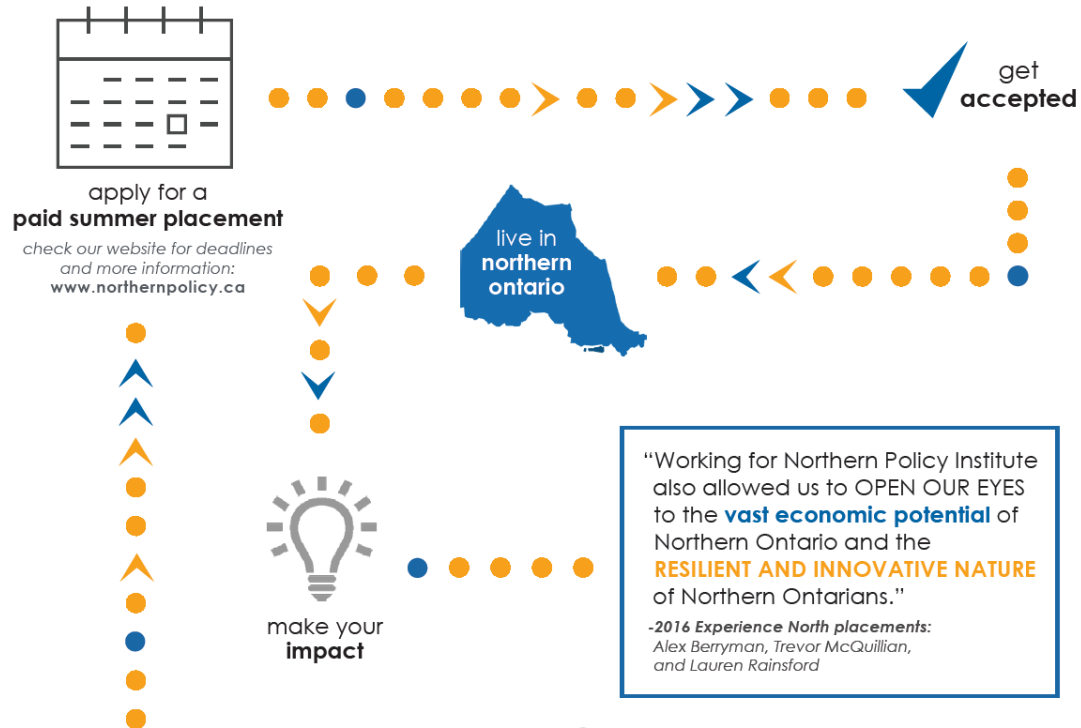 apply for a
paid summer placement
check our website for deadlines
and more information:
www.northernpolicy.ca
get
accepted
live in
northern
ontario
make your
impact
“Working for Northern Policy Institute
also allowed us to OPEN OUR EYES
to the vast economic potential of
Northern Ontario and the
RESILIENT AND INNOVATIVE NATURE
of Northern Ontarians.”
-2016 Experience North placements:
Alex Berryman, Trevor McQuillian,
and Lauren Rainsford